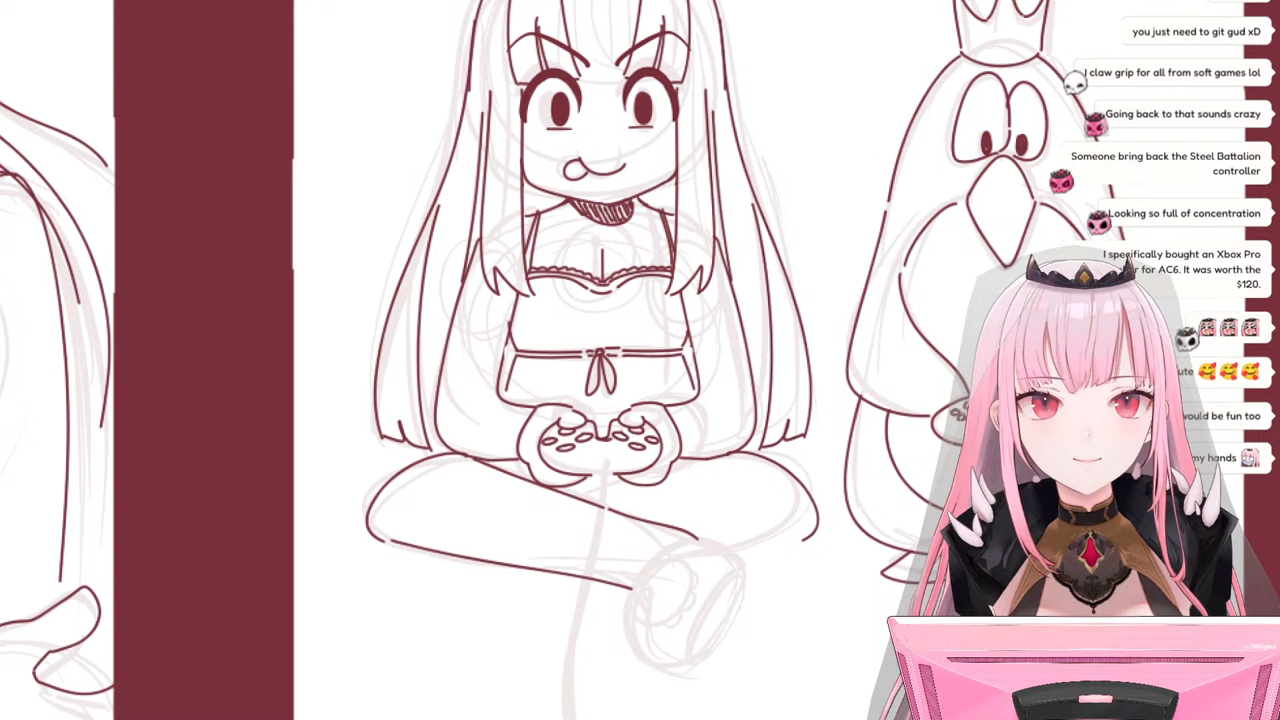 you just need to git gud xD
I claw grip for all from soft games lol
Going back to that sounds crazy
Someone bring back the Steel Battalion
controller
Looking so full of concentration
I specifically bought an Xbox Pro
for AC6. It was worth the
$120.
would be fun too
my hands